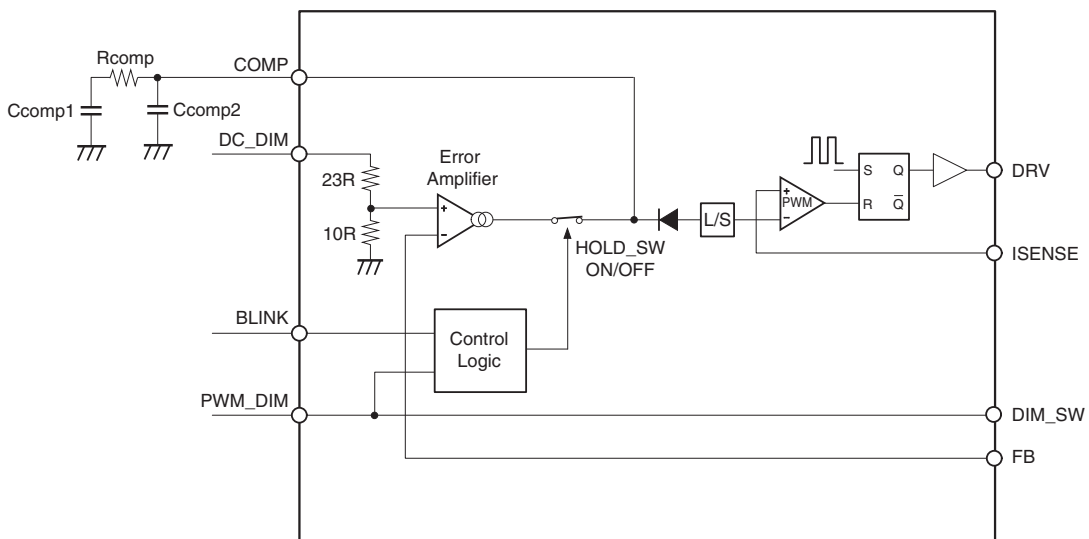 Rcomp
COMP
Ccomp1
Ccomp2
DC_DIM
23R
10R
Error
Amplifier
+
−
HOLD_SW
ON/OFF
L/S
+
PWM
−
S
Q
R
Q̅
DRV
ISENSE
BLINK
Control
Logic
PWM_DIM
DIM_SW
FB